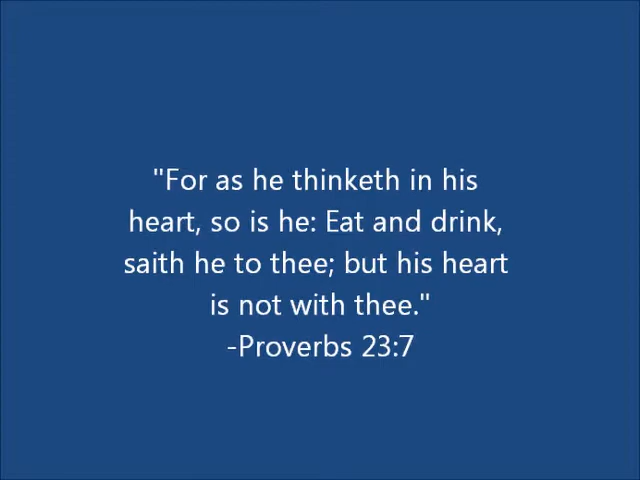 "For as he thinketh in his
heart, so is he: Eat and drink,
saith he to thee; but his heart
is not with thee."
-Proverbs 23:7